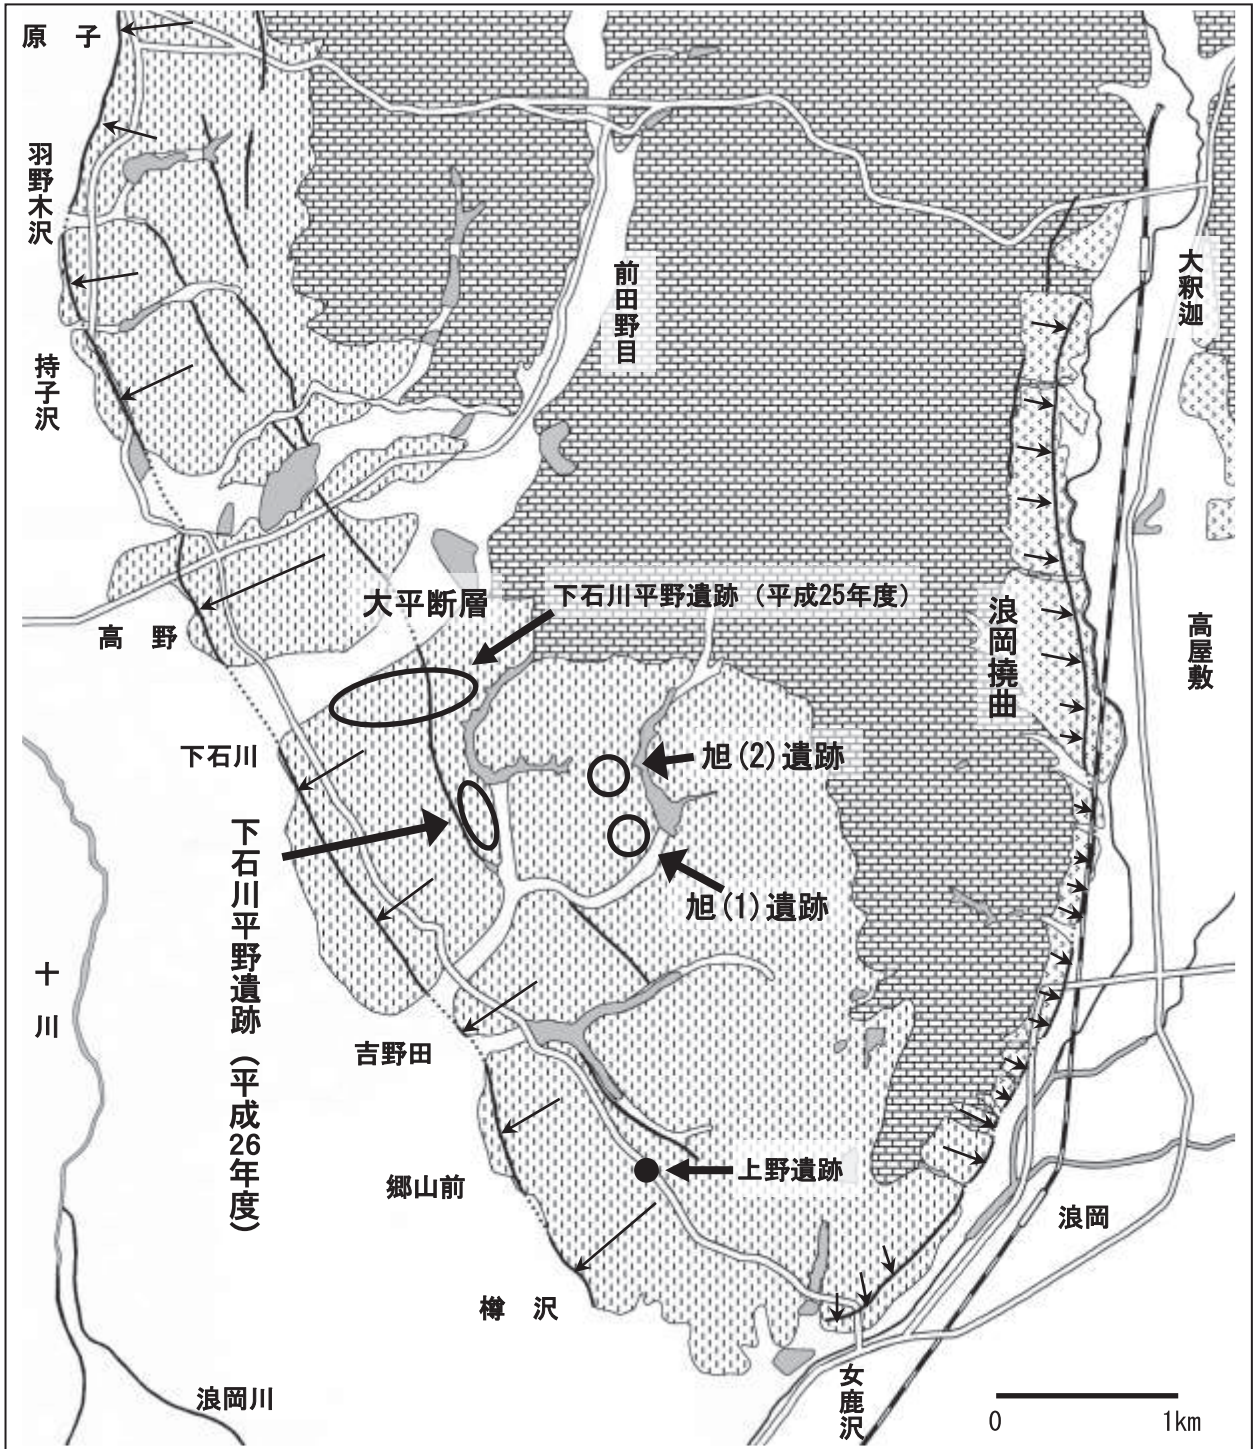 原　子
羽野木沢
前田野目
大釈迦
持子沢
大平断層
下石川平野遺跡（平成25年度）
浪岡撓曲
高屋敷
高　野
下石川
旭(2)遺跡
下石川平野遺跡（平成26年度）
旭(1)遺跡
十川
吉野田
上野遺跡
郷山前
浪岡
樽　沢
女鹿沢
浪岡川
0　1km